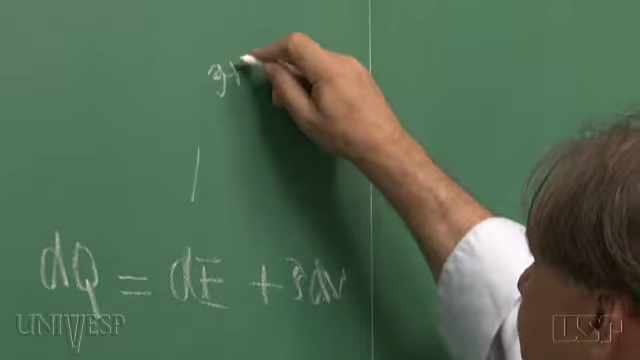 dQ = dE + pdV
UNIVESP
USP